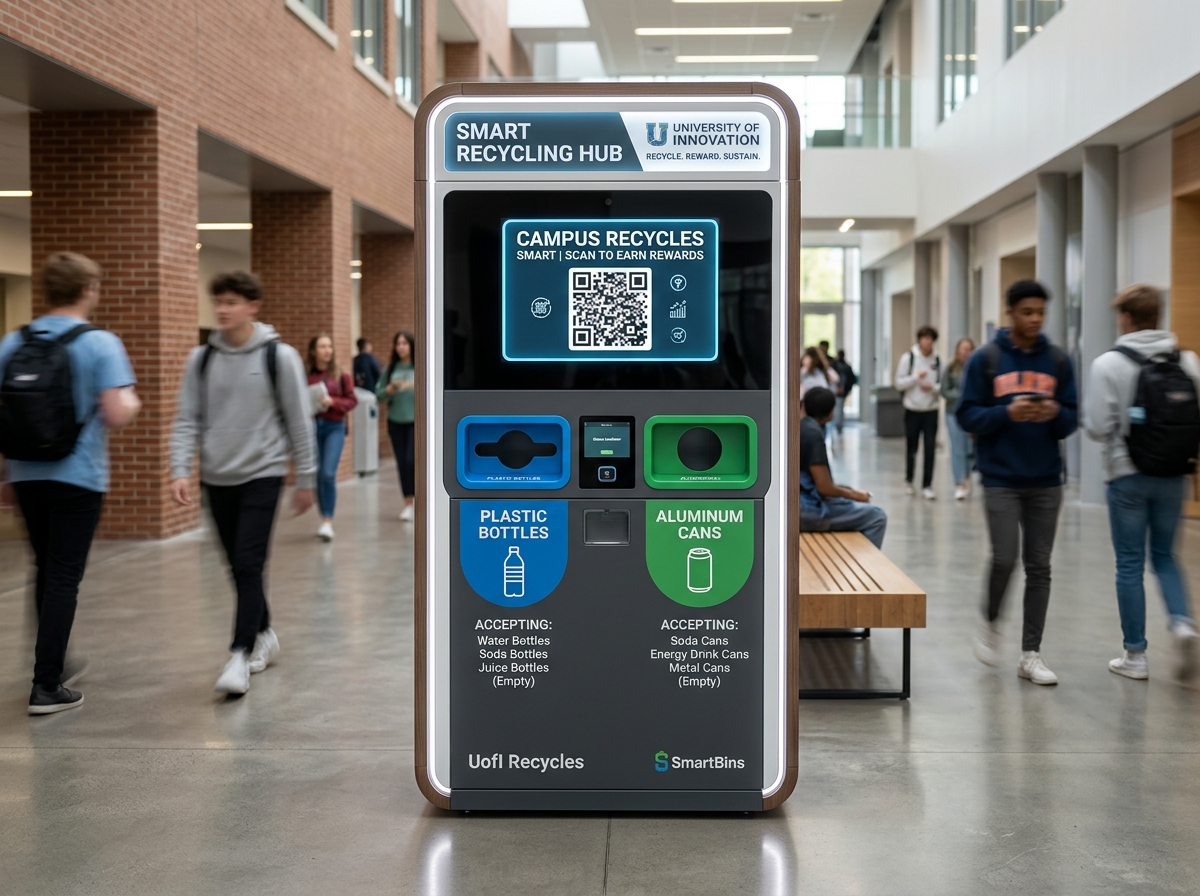 SMART
RECYCLING HUB
U UNIVERSITY OF
INNOVATION
RECYCLE. REWARD. SUSTAIN.
CAMPUS RECYCLES
SMART | SCAN TO EARN REWARDS
PLASTIC BOTTLES
PLASTIC
BOTTLES
ALUMINUM
CANS
ACCEPTING:
Water Bettles
Sods Bottles
Juice Bottles
(Empty)
ACCEPTING:
Soda Cans
Energy Drink Cans
Metal Cans
(Empty)
UofI Recycles
S SmartBins